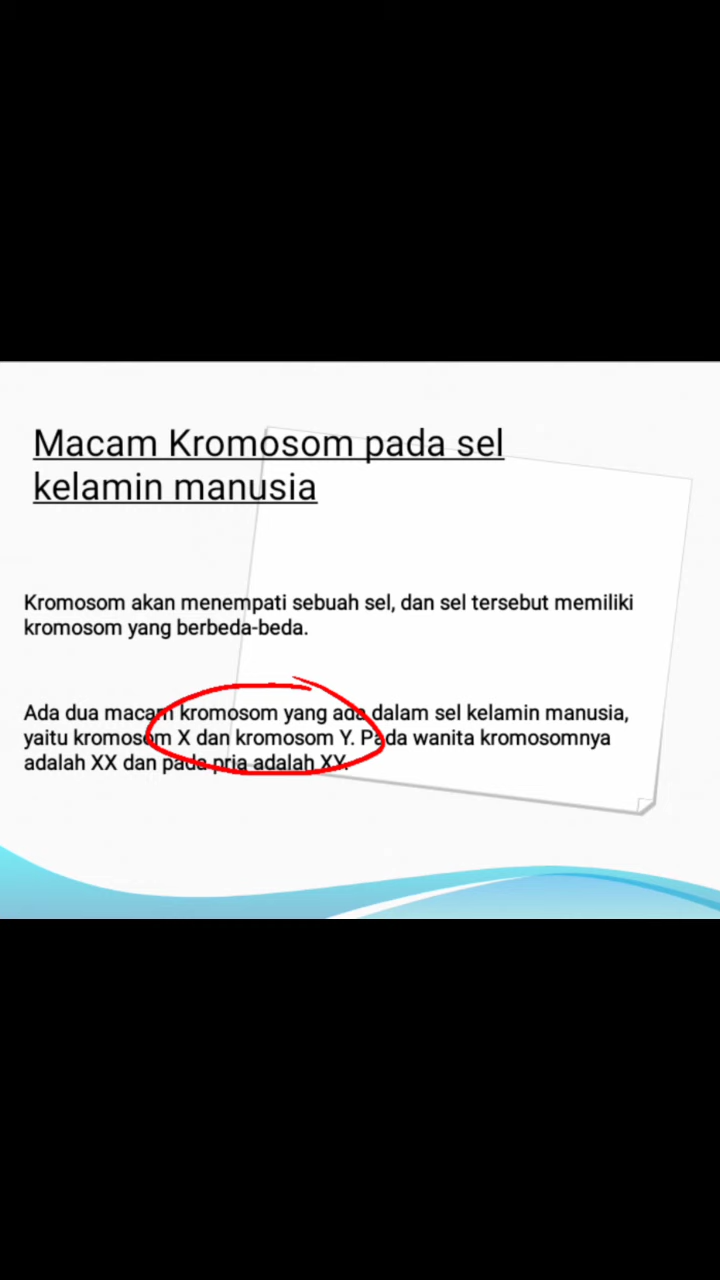 Macam Kromosom pada sel
kelamin manusia
Kromosom akan menempati sebuah sel, dan sel tersebut memiliki
kromosom yang berbeda-beda.
Ada dua macam kromosom yang ada dalam sel kelamin manusia,
yaitu kromosom X dan kromosom Y. Pada wanita kromosomnya
adalah XX dan pada pria adalah XY.